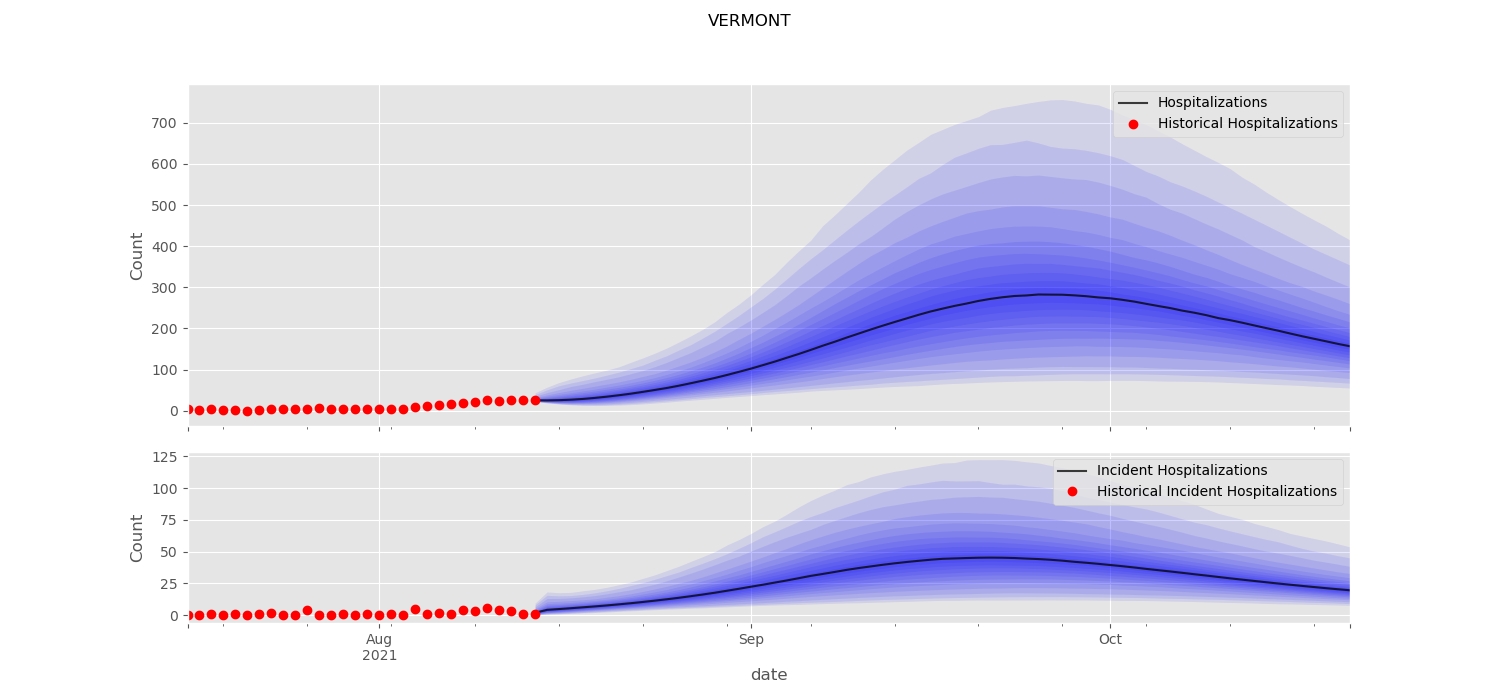 VERMONT
Hospitalizations
Historical Hospitalizations
700
600
500
400
300
200
100
0
Count
Incident Hospitalizations
Historical Incident Hospitalizations
125
100
75
50
25
0
Count
Aug
2021
Sep
Oct
date